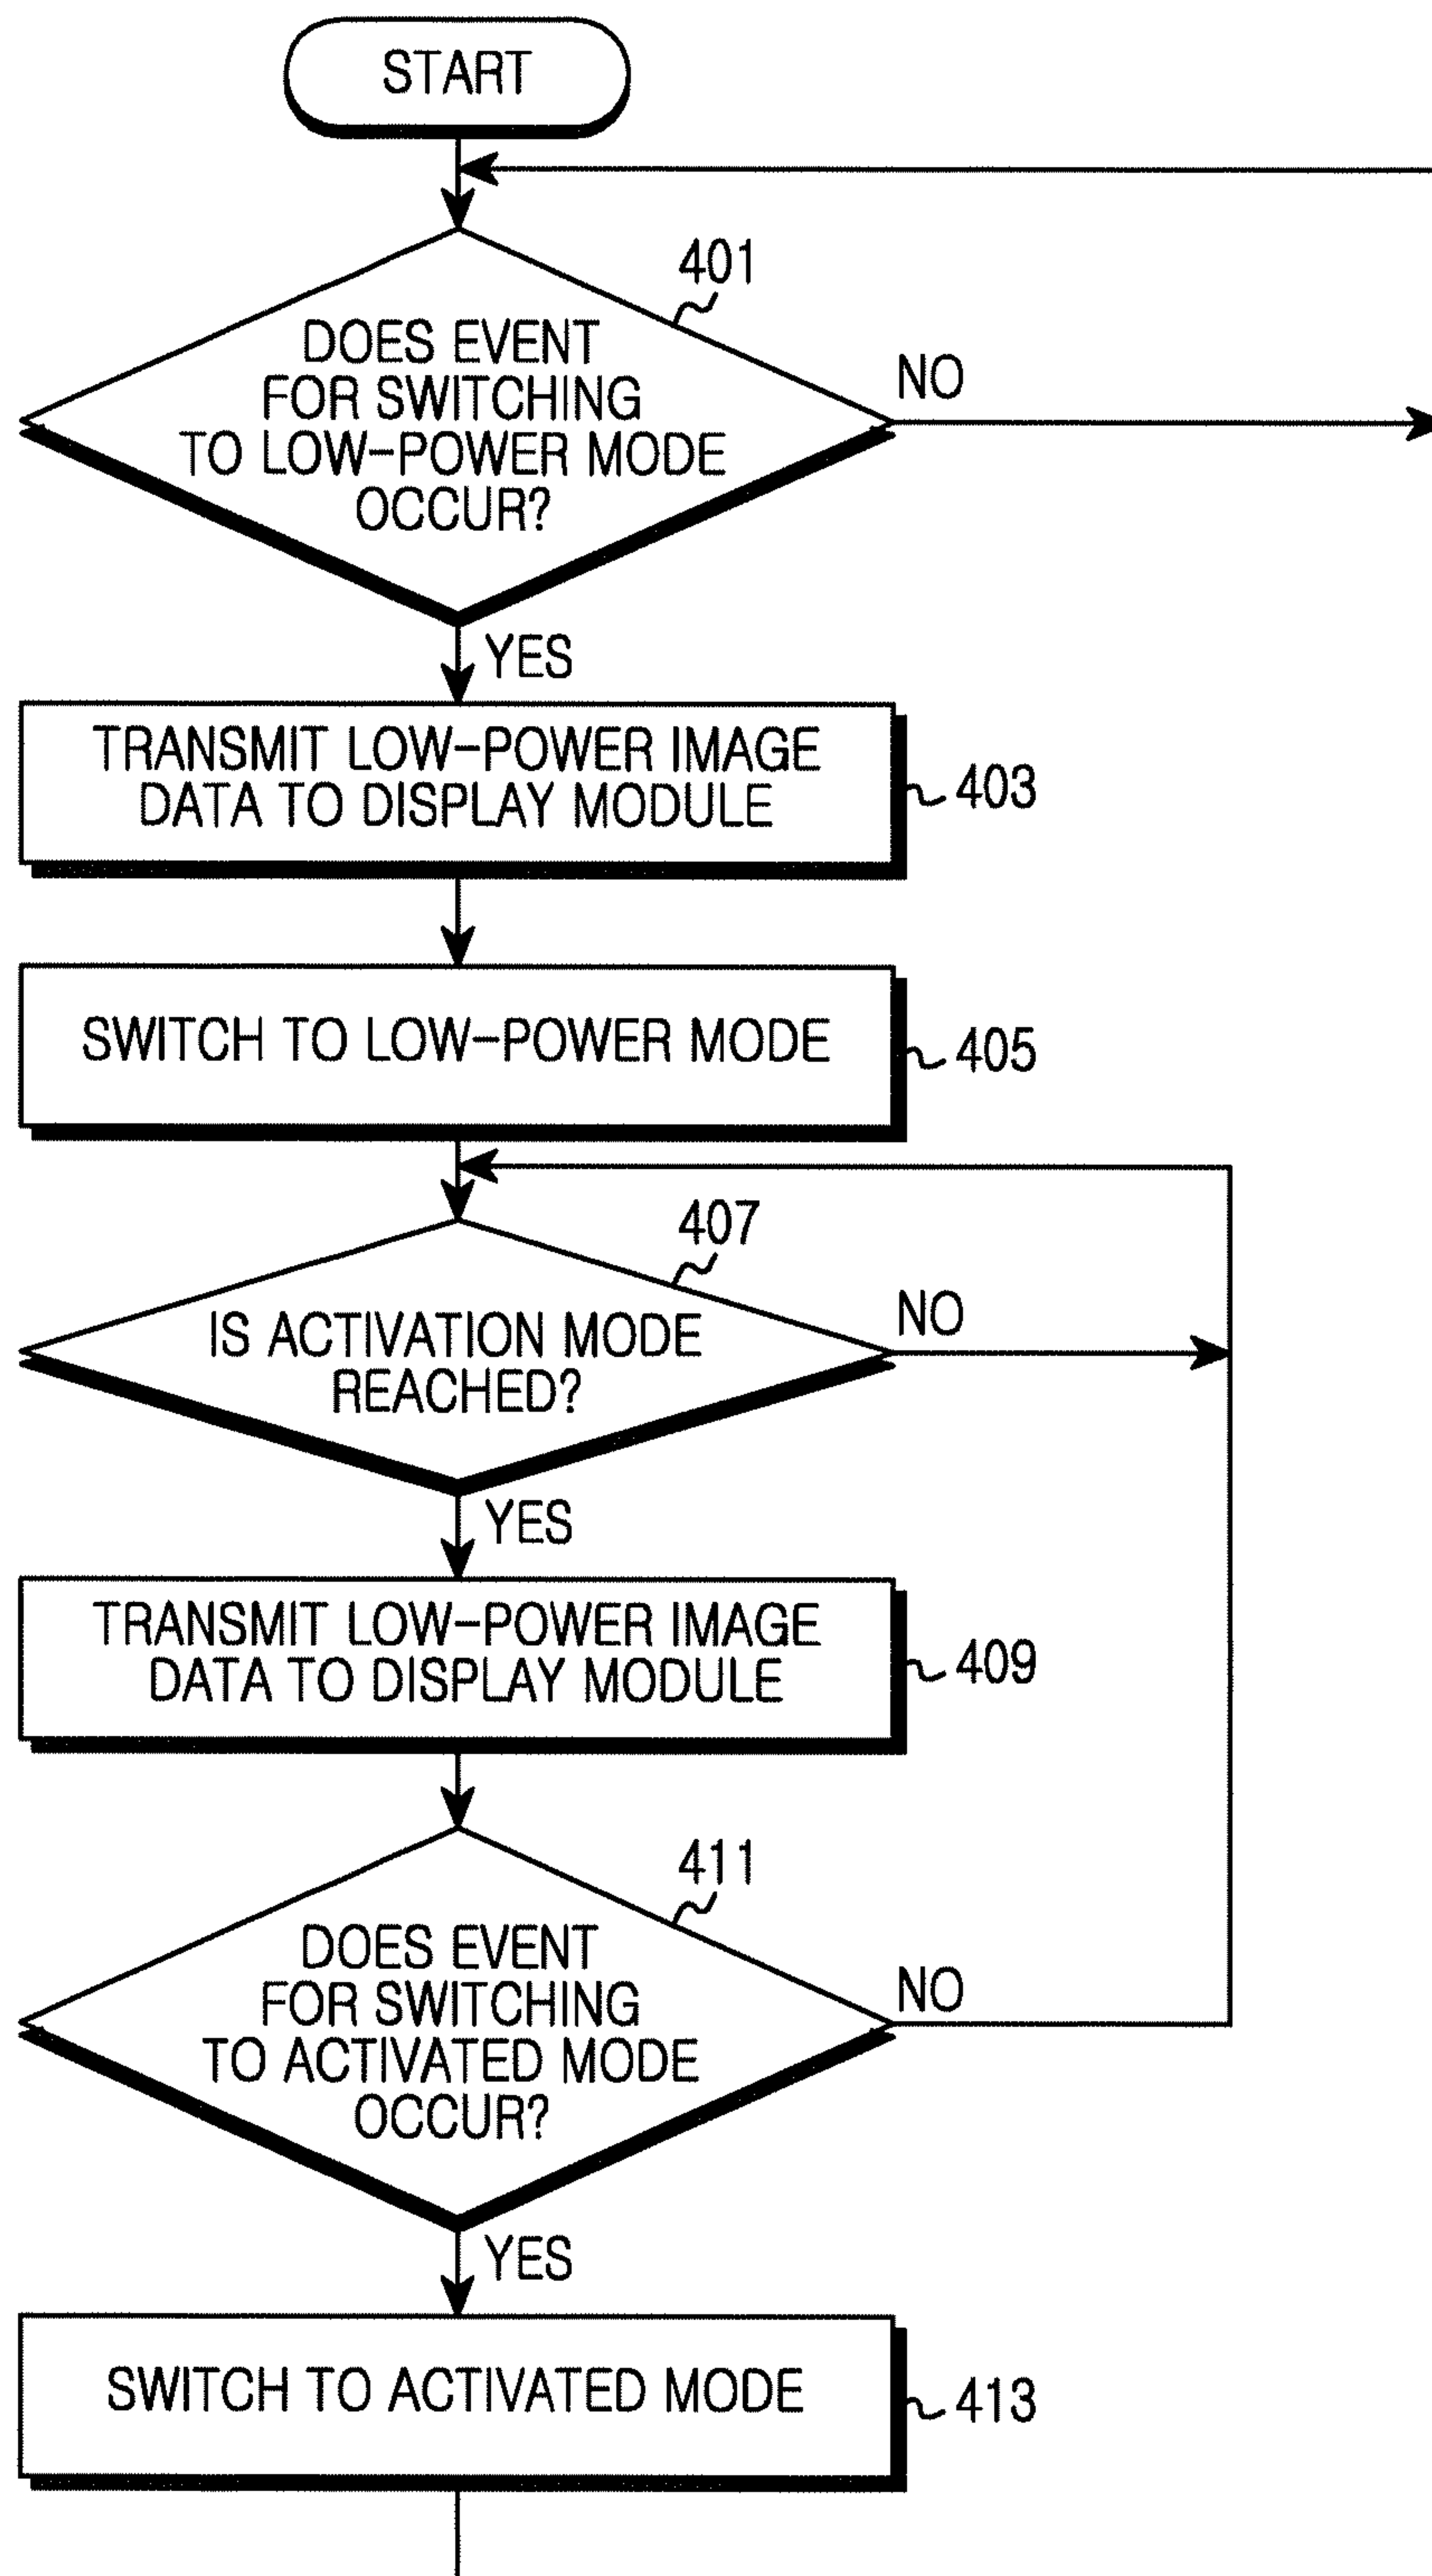 START
401
DOES EVENT
FOR SWITCHING
TO LOW-POWER MODE
OCCUR?
NO
YES
TRANSMIT LOW-POWER IMAGE
DATA TO DISPLAY MODULE
403
SWITCH TO LOW-POWER MODE
405
407
IS ACTIVATION MODE
REACHED?
NO
YES
TRANSMIT LOW-POWER IMAGE
DATA TO DISPLAY MODULE
409
411
DOES EVENT
FOR SWITCHING
TO ACTIVATED MODE
OCCUR?
NO
YES
SWITCH TO ACTIVATED MODE
413